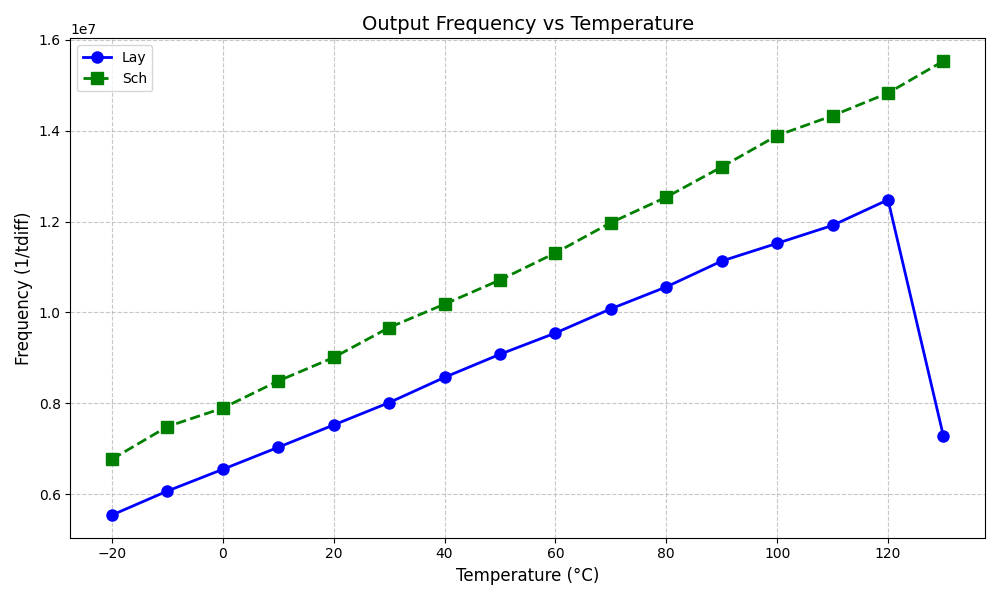 Output Frequency vs Temperature
1e7
Lay
Sch
1.6
1.4
1.2
1.0
0.8
0.6
Frequency (1/tdiff)
−20 0 20 40 60 80 100 120
Temperature (°C)